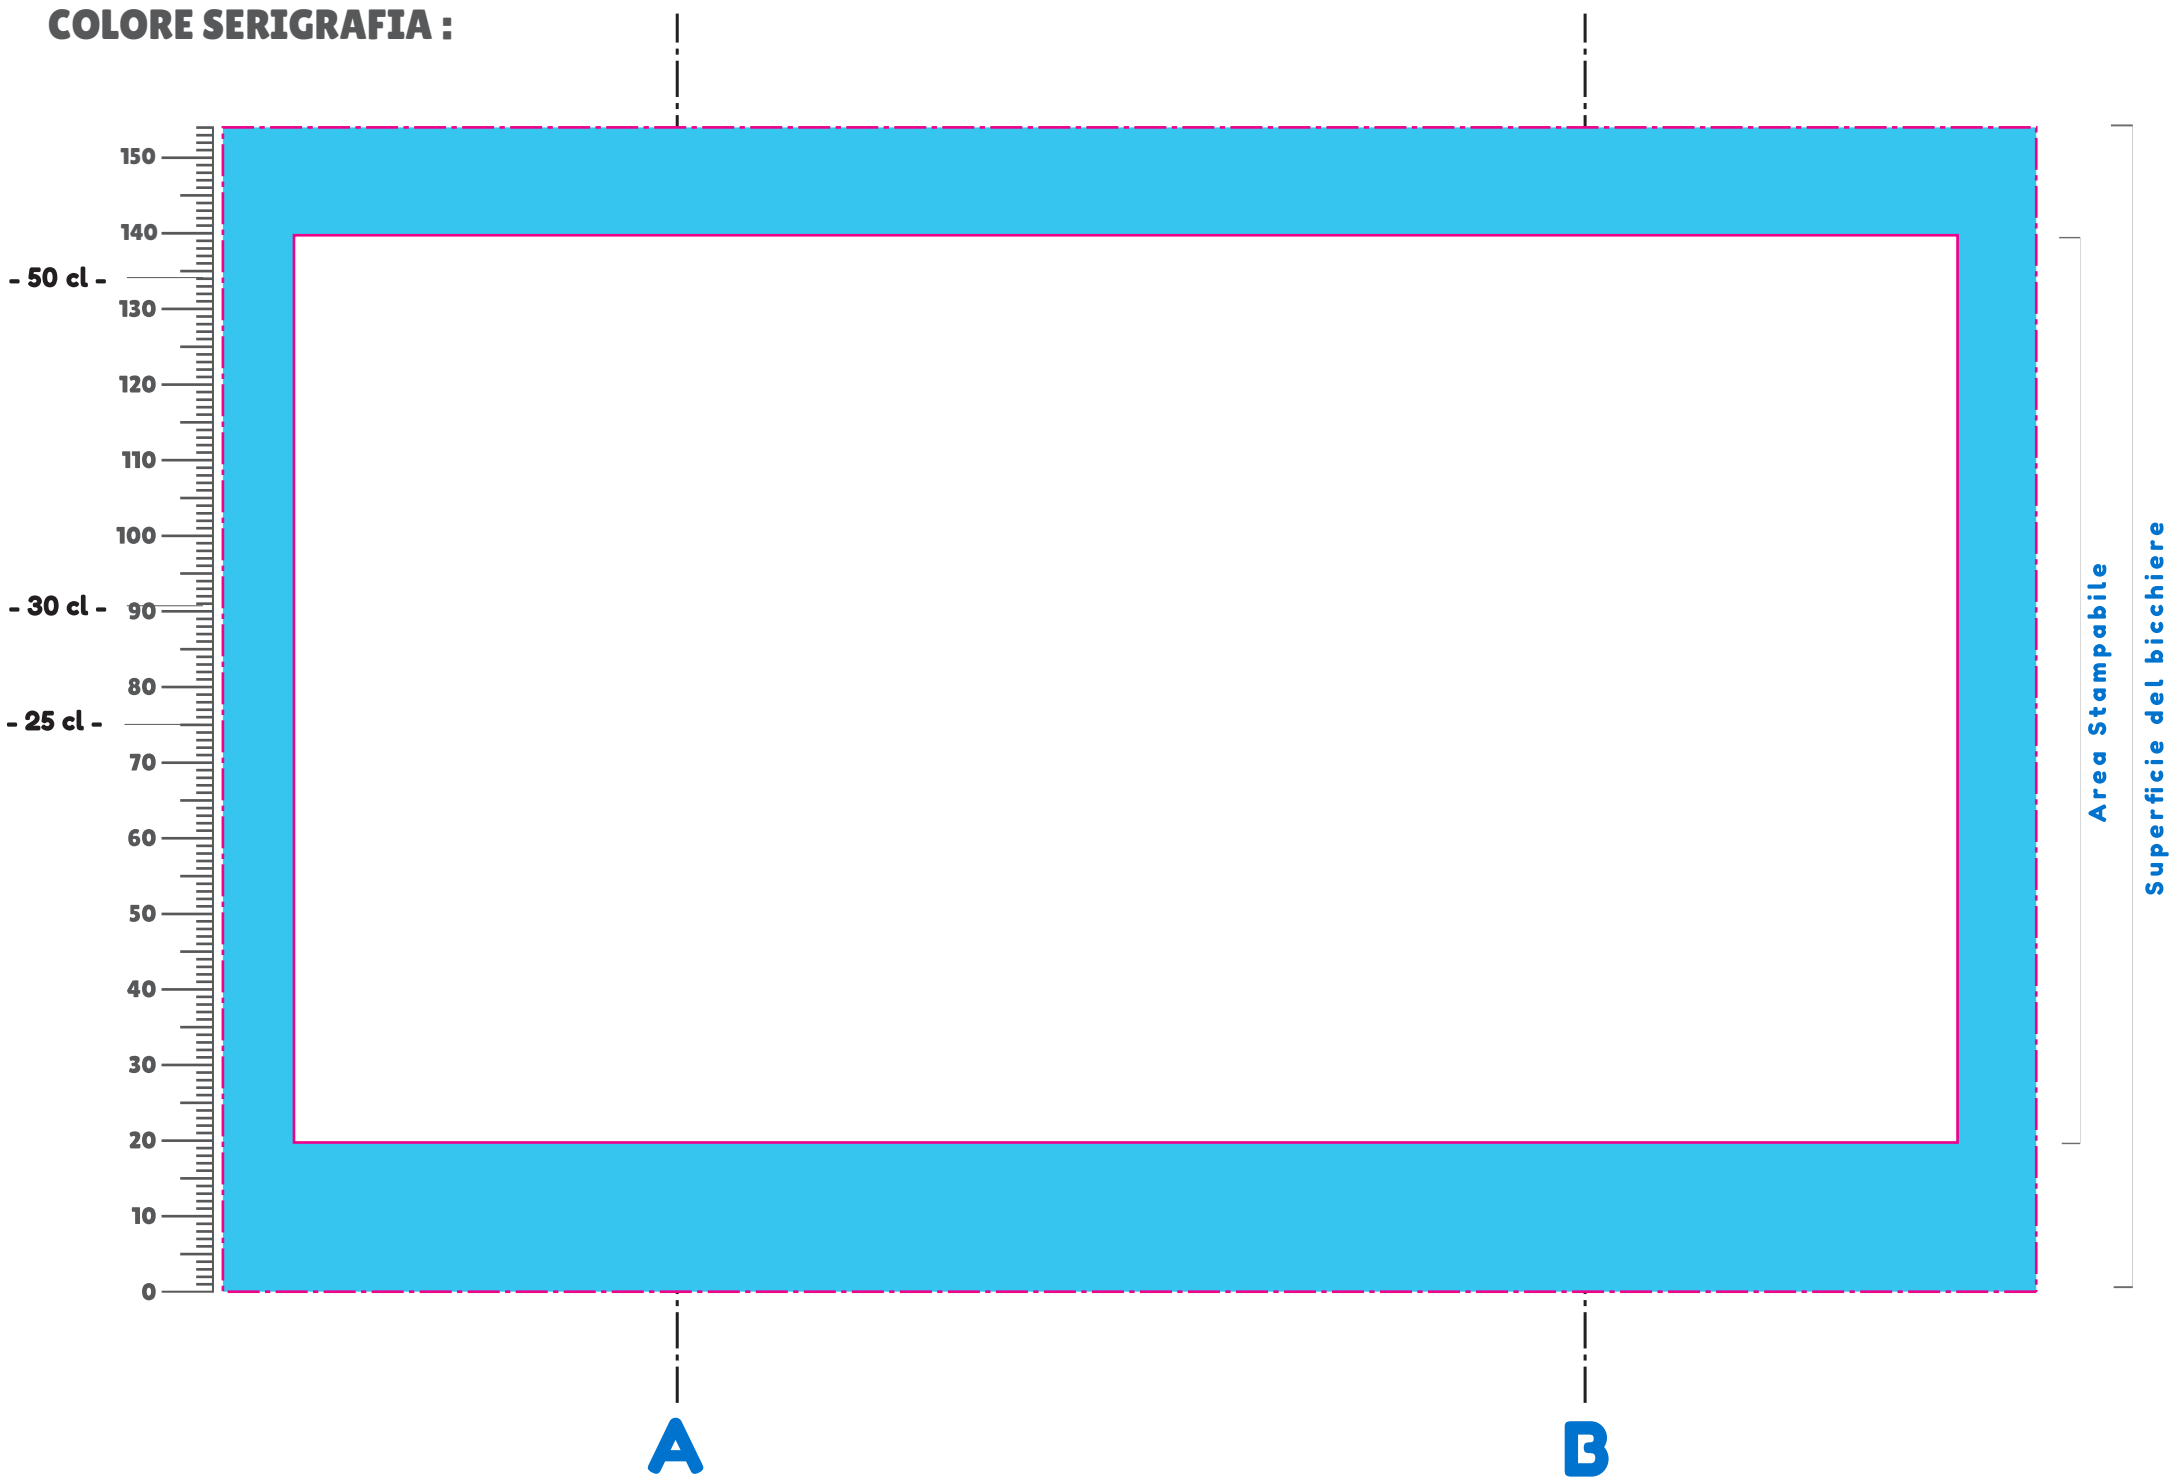 COLORE SERIGRAFIA :
150
140
- 50 cl -
130
120
110
100
- 30 cl -
90
80
- 25 cl -
70
60
50
40
30
20
10
0
Area Stampabile
Superficie del bicchiere
A
B